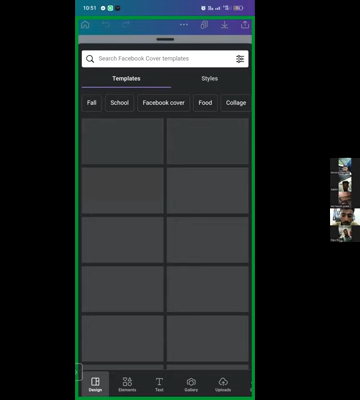 10:51
Search Facebook Cover templates
Templates
Styles
Fall
School
Facebook cover
Food
Collage
Design
Elements
Text
Gallery
Uploads